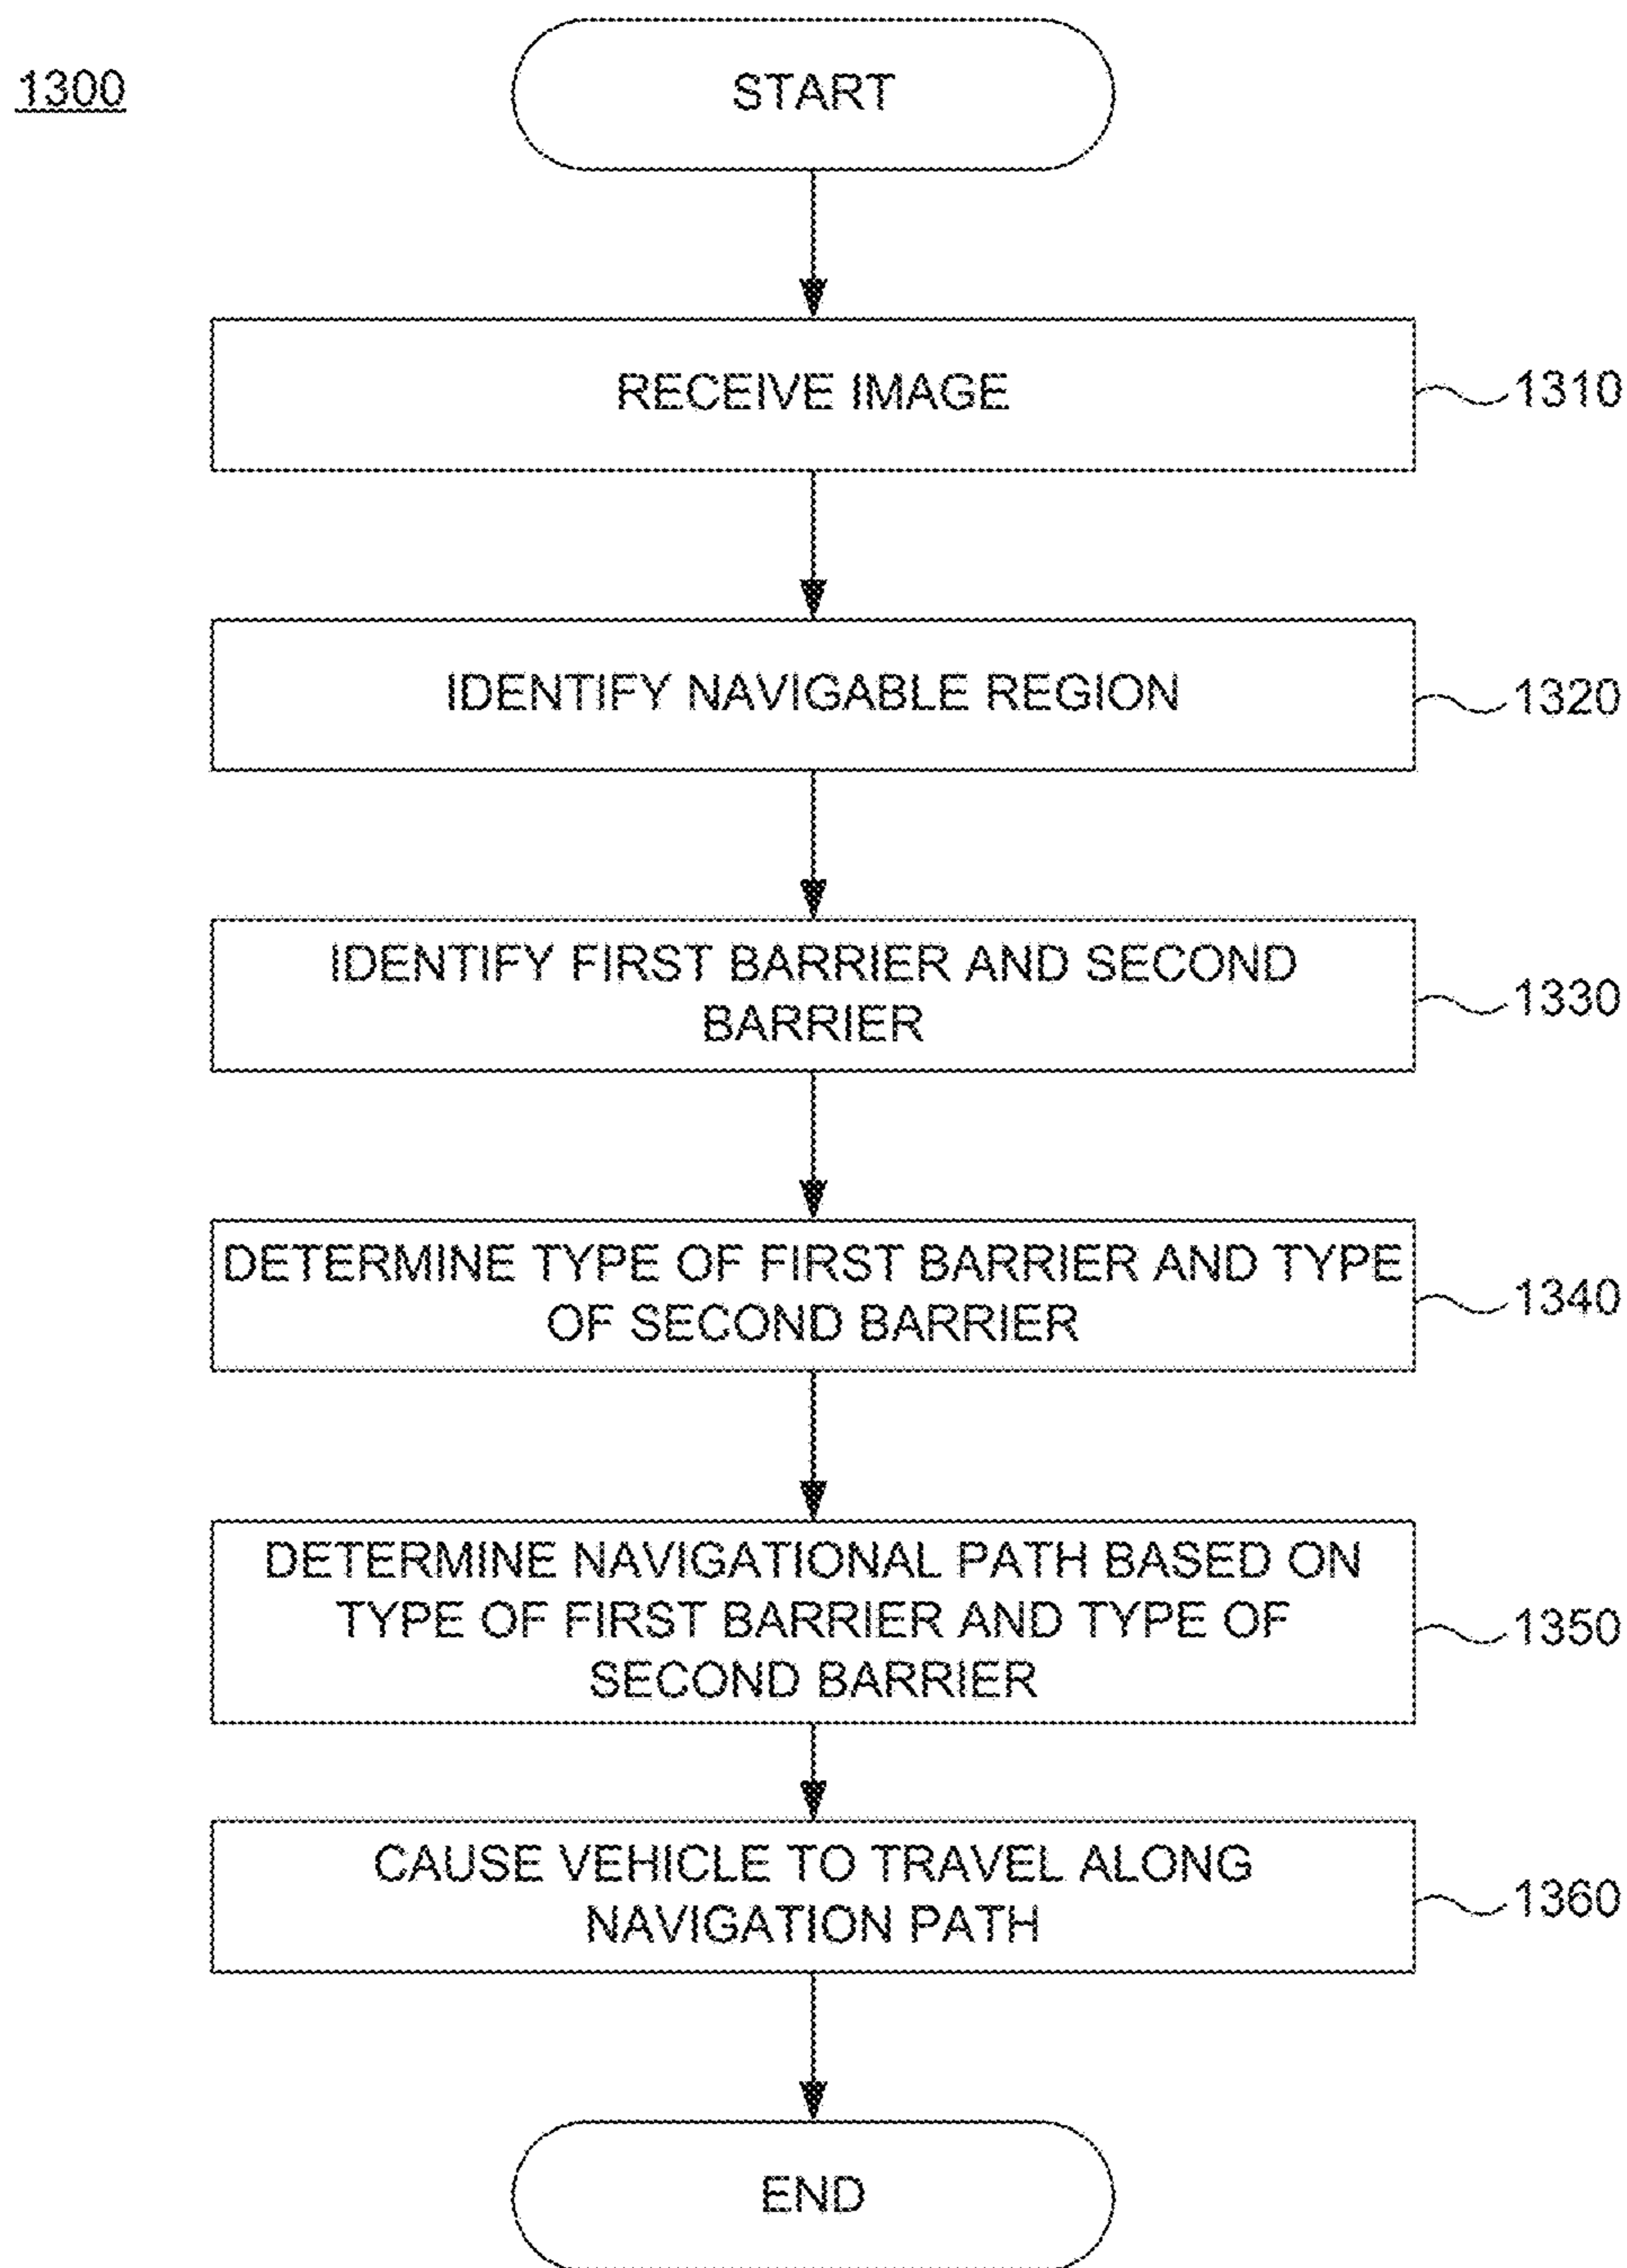 1300
START
RECEIVE IMAGE
1310
IDENTIFY NAVIGABLE REGION
1320
IDENTIFY FIRST BARRIER AND SECOND
BARRIER
1330
DETERMINE TYPE OF FIRST BARRIER AND TYPE
OF SECOND BARRIER
1340
DETERMINE NAVIGATIONAL PATH BASED ON
TYPE OF FIRST BARRIER AND TYPE OF
SECOND BARRIER
1350
CAUSE VEHICLE TO TRAVEL ALONG
NAVIGATION PATH
1360
END